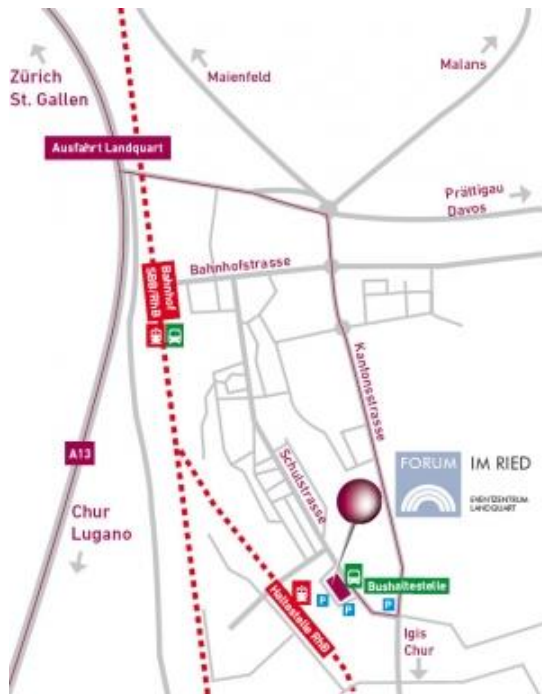 Zürich
St. Gallen
Maienfeld
Malans
Ausfahrt Landquart
Prättigau
Davos
Bahnhofstrasse
Bahnhof
SBB/RhB
Kantonsstrasse
A13
Schulstrasse
FORUM
IM RIED
EVENTZENTRUM
LANDQUART
Chur
Lugano
Bushaltestelle
Haltestelle RhB
P
P
P
Igis
Chur